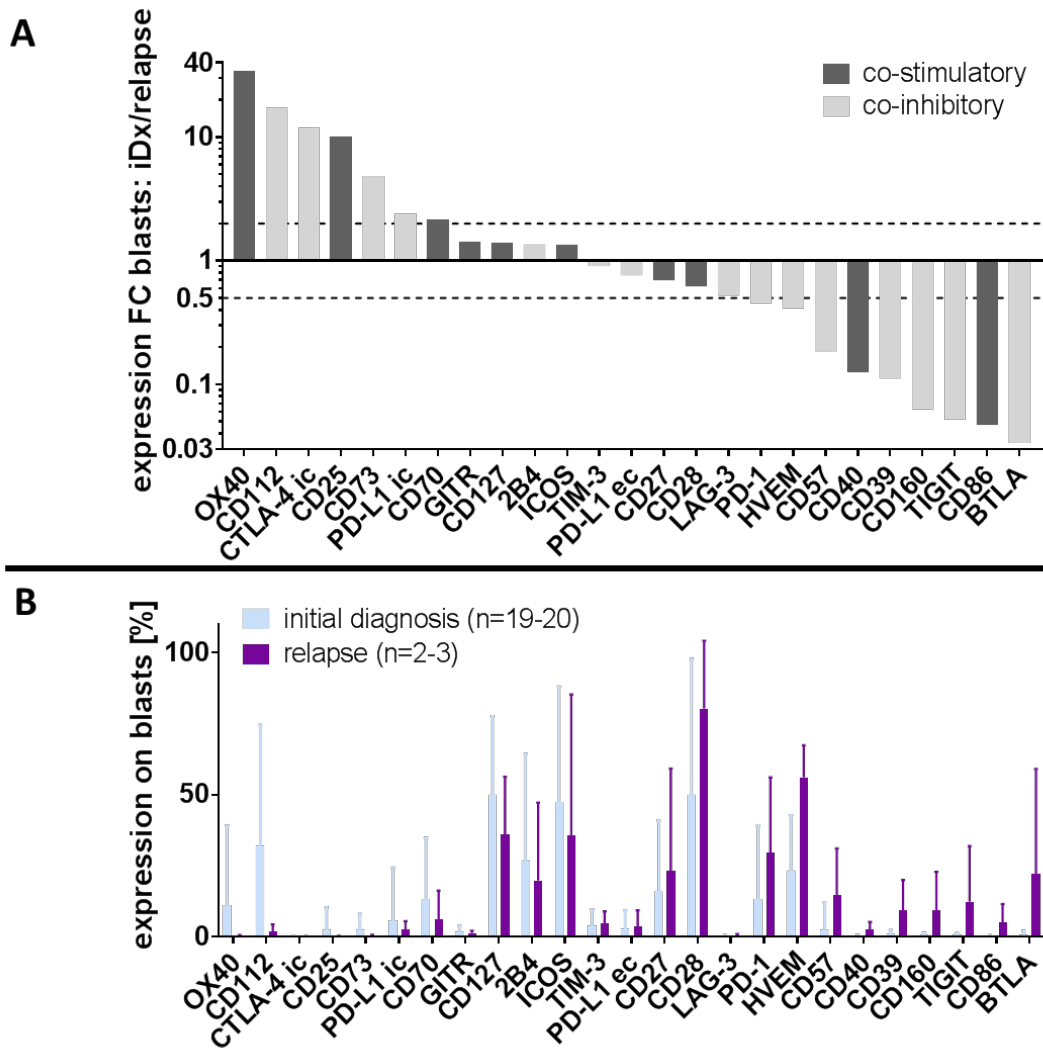 A
expression FC blasts: iDx/relapse
40
10
1
0.5
0.1
0.03
co-stimulatory
co-inhibitory
OX40
CD112
CTLA-4 ic
CD25
CD73
PD-L1 ic
CD70
GITR
CD127
2B4
ICOS
TIM-3
PD-L1 ec
CD27
CD28
LAG-3
PD-1
HVEM
CD57
CD40
CD39
CD160
TIGIT
CD86
BTLA
B
expression on blasts [%]
100
50
0
initial diagnosis (n=19-20)
relapse (n=2-3)
OX40
CD112
CTLA-4 ic
CD25
CD73
PD-L1 ic
CD70
GITR
CD127
2B4
ICOS
TIM-3
PD-L1 ec
CD27
CD28
LAG-3
PD-1
HVEM
CD57
CD40
CD39
CD160
TIGIT
CD86
BTLA